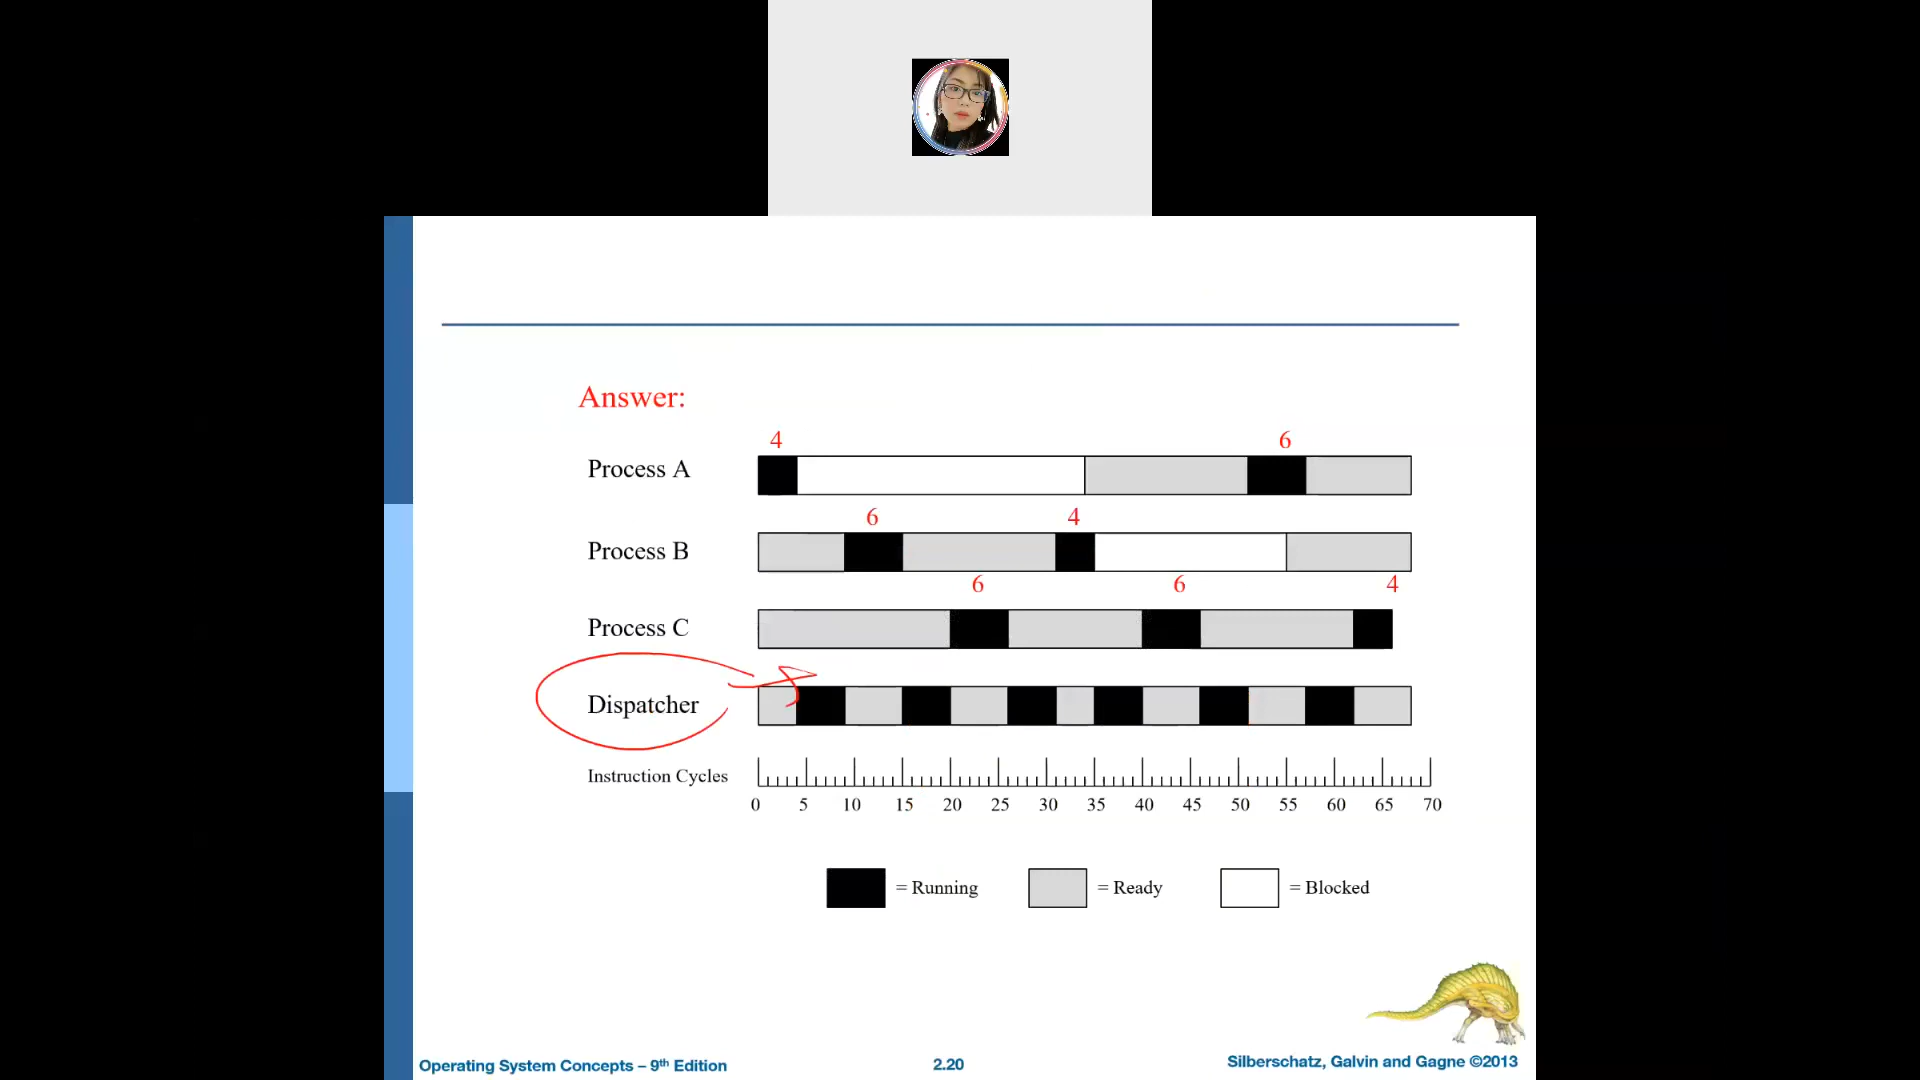 Answer:
4 6
Process A
6 4
Process B
6 6 4
Process C
Dispatcher
Instruction Cycles
0 5 10 15 20 25 30 35 40 45 50 55 60 65 70
= Running = Ready = Blocked
Operating System Concepts – 9th Edition 2.20 Silberschatz, Galvin and Gagne ©2013